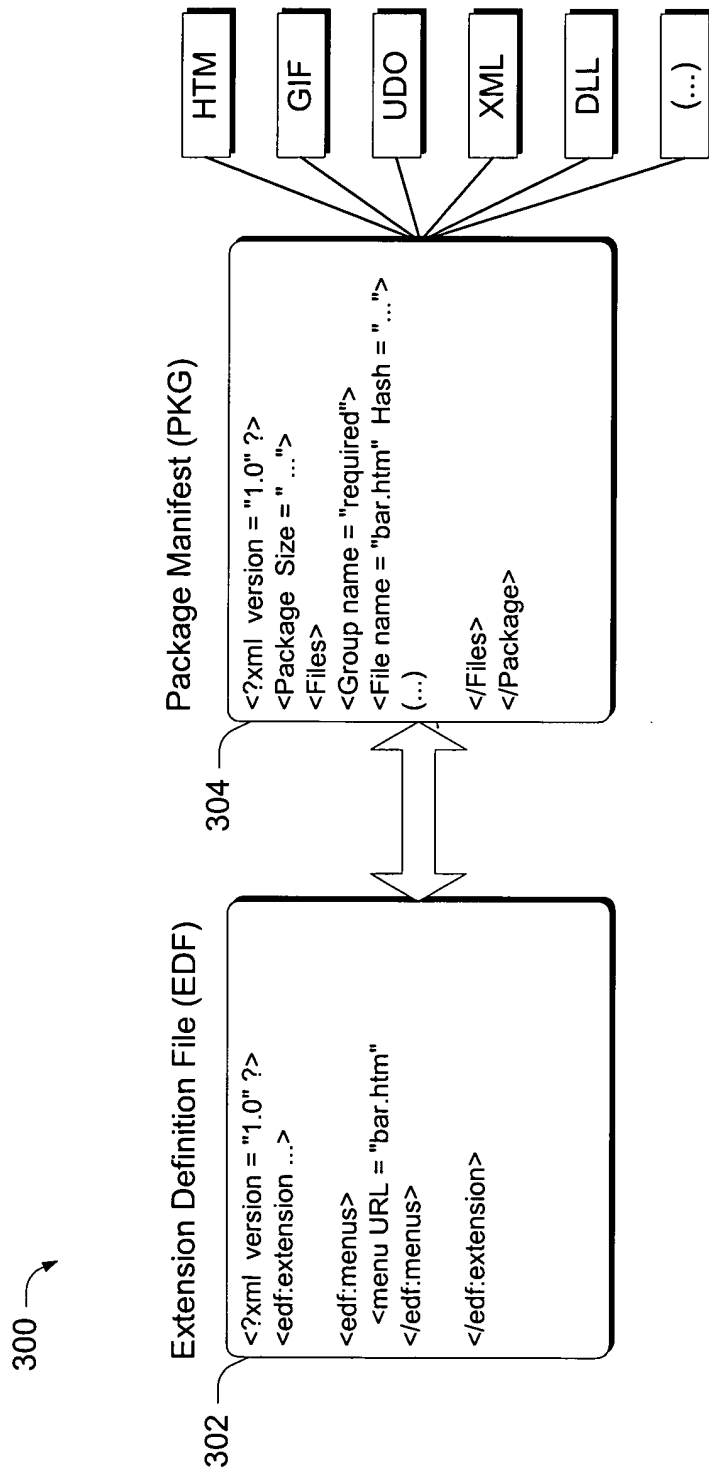 300
Extension Definition File (EDF)
302
<?xml version = "1.0" ?>
<edf:extension ...>
<edf:menus>
<menu URL = "bar.htm"
</edf:menus>
</edf:extension>
Package Manifest (PKG)
304
<?xml version = "1.0" ?>
<Package Size = " ...">
<Files>
<Group name = "required">
<File name = "bar.htm" Hash = "...">
(...)
</Files>
</Package>
HTM
GIF
UDO
XML
DLL
(...)